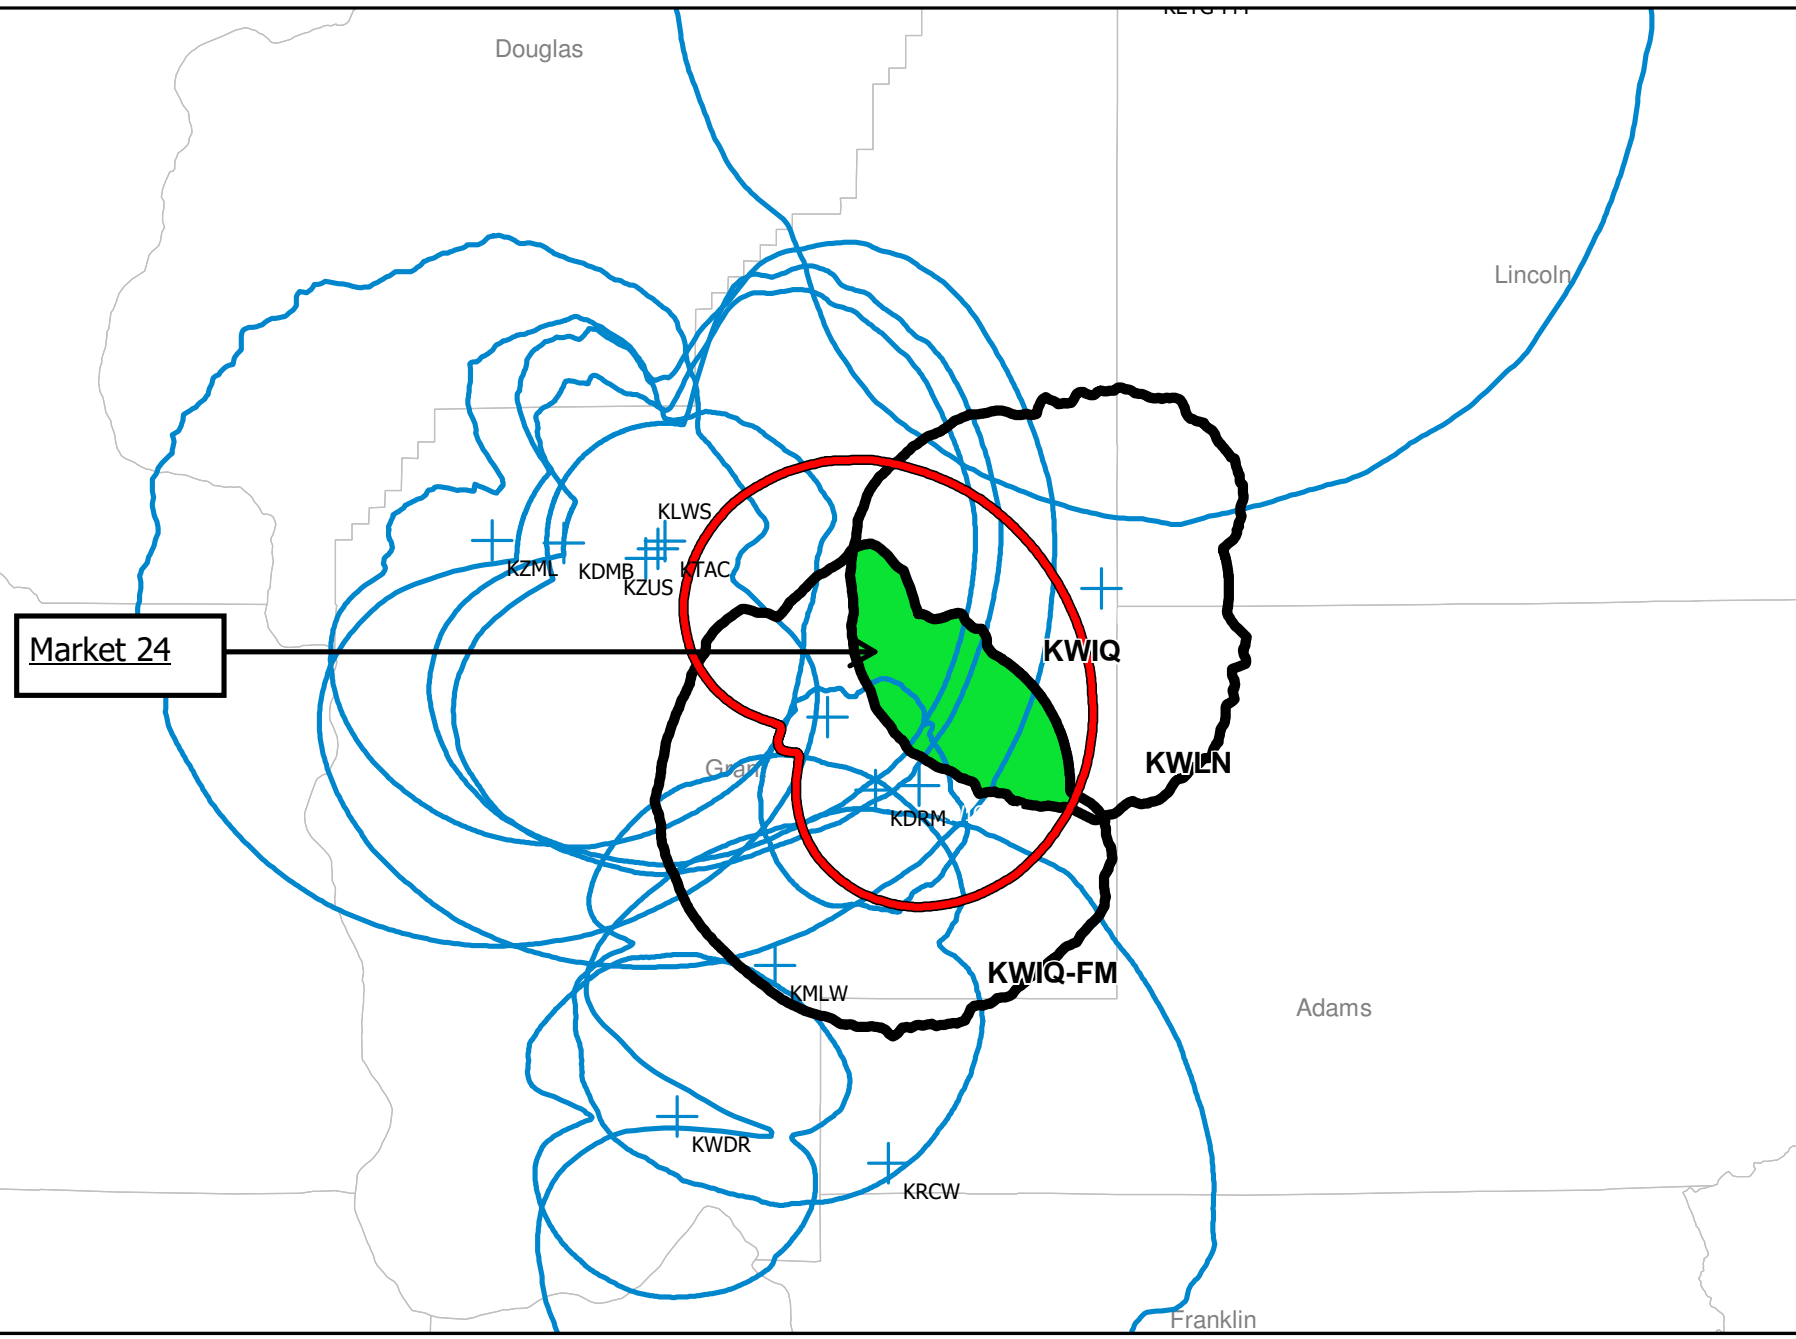 Douglas
Lincoln
KLWS
KZML
KDMB
KTAC
KZUS
Market 24
KWIQ
KWLN
KDRM
KWIQ-FM
KMLW
Adams
KWDR
KRCW
Franklin